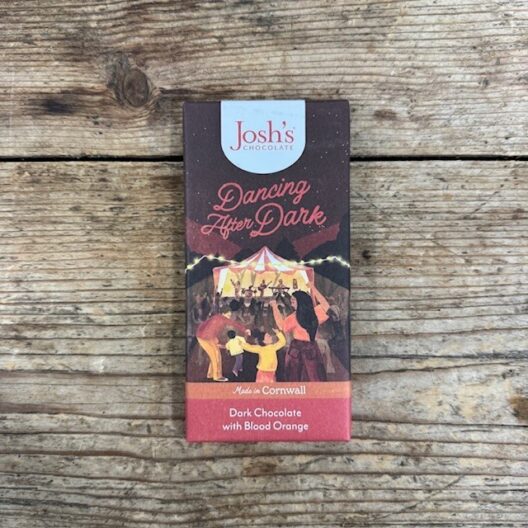 Josh's
CHOCOLATE
Dancing
After Dark
Made in Cornwall
Dark Chocolate
with Blood Orange